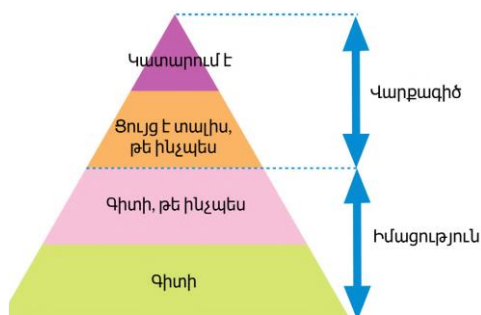 Կատարում է
Վարքագիծ
Ցույց է տալիս,
թե ինչպես
Գիտի, թե ինչպես
Իմացություն
Գիտի